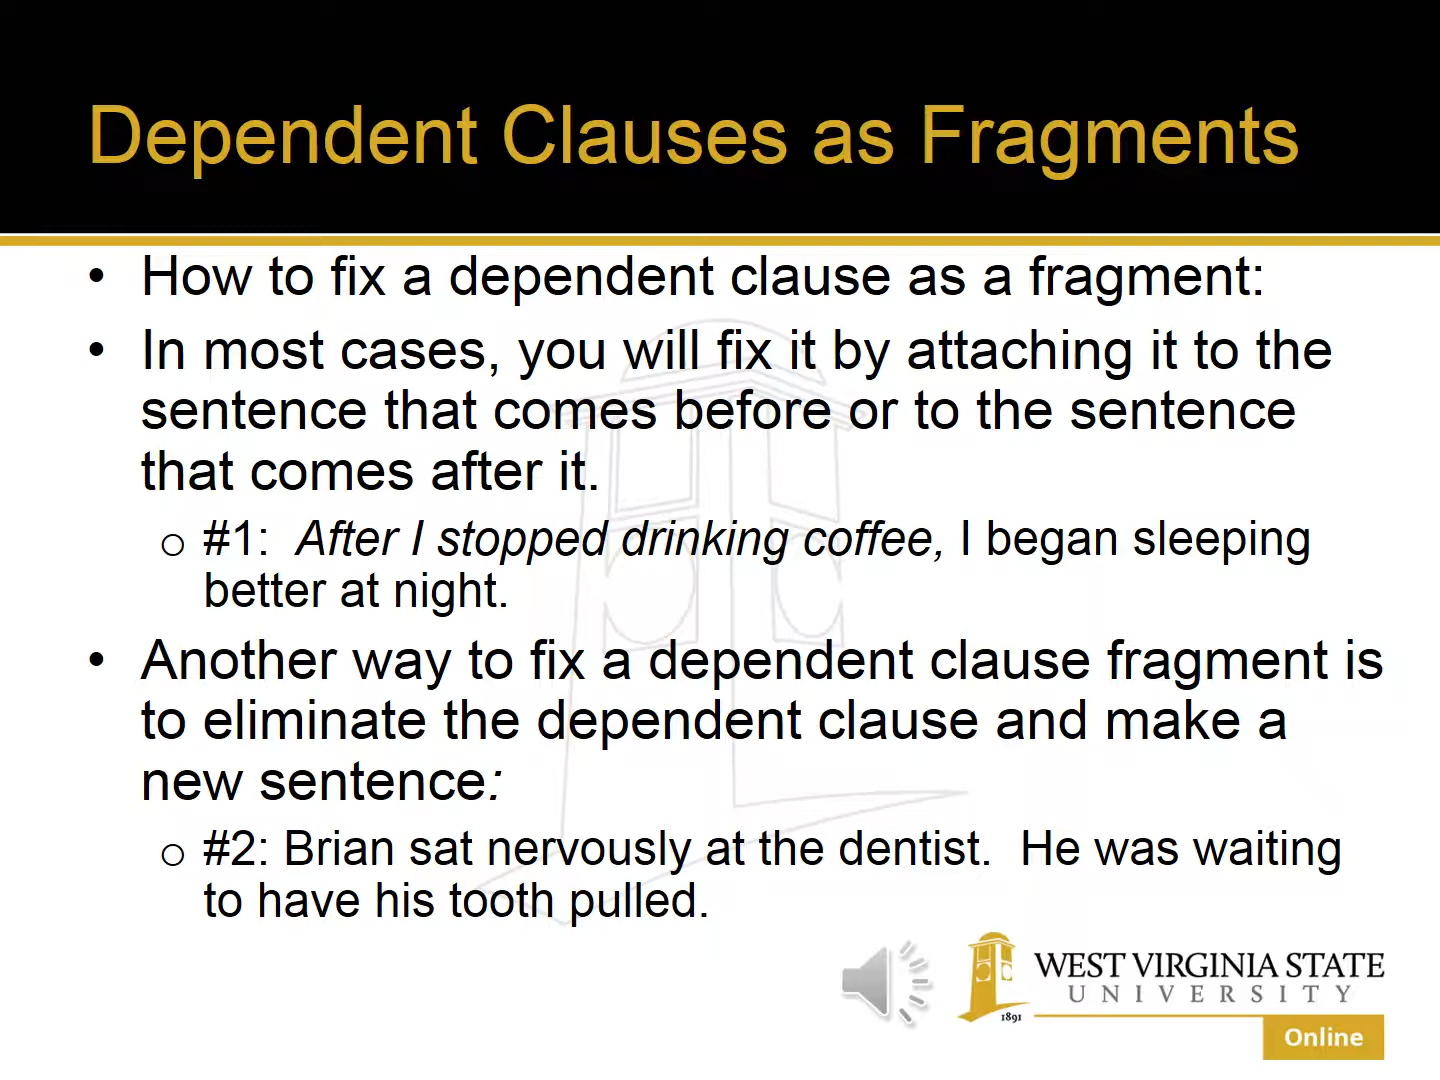 Dependent Clauses as Fragments
• How to fix a dependent clause as a fragment:
• In most cases, you will fix it by attaching it to the
sentence that comes before or to the sentence
that comes after it.
o #1:  After I stopped drinking coffee, I began sleeping
better at night.
• Another way to fix a dependent clause fragment is
to eliminate the dependent clause and make a
new sentence:
o #2: Brian sat nervously at the dentist.  He was waiting
to have his tooth pulled.
WEST VIRGINIA STATE
UNIVERSITY
1891
Online